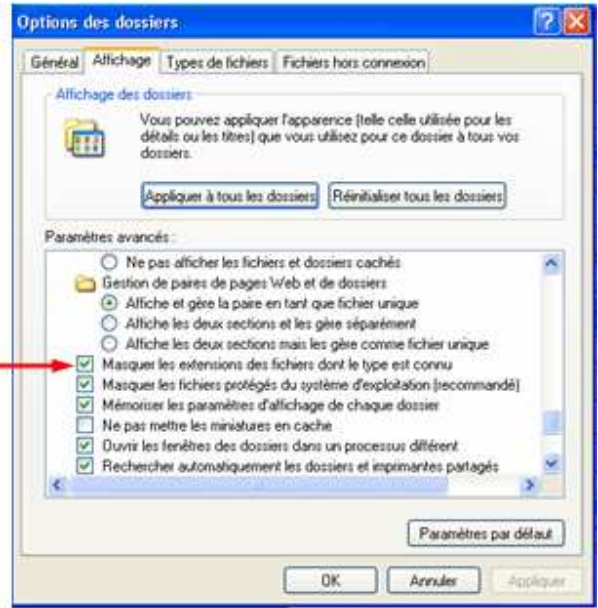 Options des dossiers
Général Affichage Types de fichiers Fichiers hors connexion
Affichage des dossiers
Vous pouvez appliquer l'apparence (telle celle utilisée pour les
détails ou les titres) que vous utilisez pour ce dossier à tous vos
dossiers.
Appliquer à tous les dossiers Réinitialiser tous les dossiers
Paramètres avancés :
Ne pas afficher les fichiers et dossiers cachés
Gestion de paires de pages Web et de dossiers
Affiche et gère la paire en tant que fichier unique
Affiche les deux sections et les gère séparément
Affiche les deux sections mais les gère comme fichier unique
Masquer les extensions des fichiers dont le type est connu
Masquer les fichiers protégés du système d'exploitation (recommandé)
Mémoriser les paramètres d'affichage de chaque dossier
Ne pas mettre les miniatures en cache
Ouvrir les fenêtres des dossiers dans un processus différent
Rechercher automatiquement les dossiers et imprimantes partagés
Paramètres par défaut
OK Annuler Appliquer